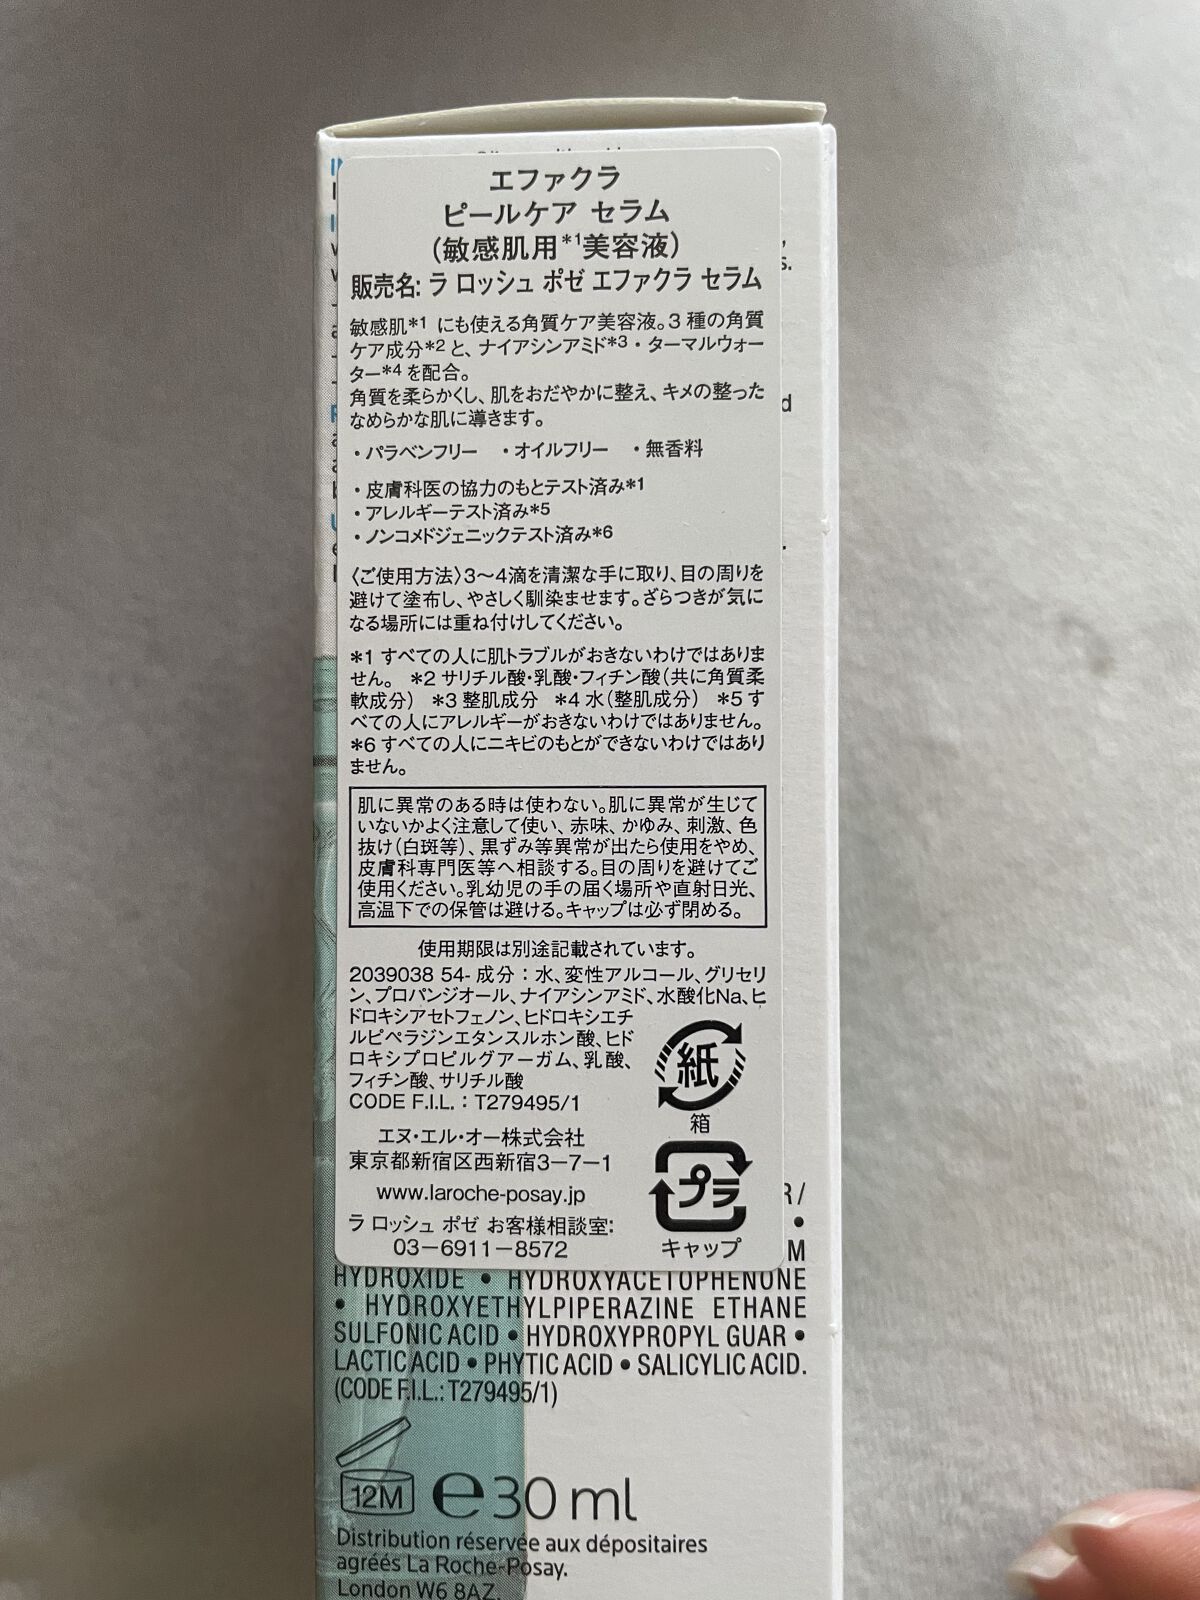 エファクラ
ピールケア セラム
(敏感肌用*1美容液)
販売名: ラ ロッシュ ポゼ エファクラ セラム
敏感肌*1 にも使える角質ケア美容液。3 種の角質
ケア成分*2 と、ナイアシンアミド*3・ターマルウォー
ター*4 を配合。
角質を柔らかくし、肌をおだやかに整え、キメの整った
なめらかな肌に導きます。
・パラベンフリー ・オイルフリー ・無香料
・皮膚科医の協力のもとテスト済み*1
・アレルギーテスト済み*5
・ノンコメドジェニックテスト済み*6
〈ご使用方法〉3〜4滴を清潔な手に取り、目の周りを
避けて塗布し、やさしく馴染ませます。ざらつきが気に
なる場所には重ね付けしてください。
*1 すべての人に肌トラブルがおきないわけではありま
せん。 *2 サリチル酸・乳酸・フィチン酸(共に角質柔
軟成分) *3 整肌成分 *4 水(整肌成分) *5 す
べての人にアレルギーがおきないわけではありません。
*6 すべての人にニキビのもとができないわけではあり
ません。
肌に異常のある時は使わない。肌に異常が生じて
いないかよく注意して使い、赤味、かゆみ、刺激、色
抜け(白斑等)、黒ずみ等異常が出たら使用をやめ、
皮膚科専門医等へ相談する。目の周りを避けてご
使用ください。乳幼児の手の届く場所や直射日光、
高温下での保管は避ける。キャップは必ず閉める。
使用期限は別途記載されています。
2039038 54- 成分：水、変性アルコール、グリセリ
ン、プロパンジオール、ナイアシンアミド、水酸化Na、ヒ
ドロキシアセトフェノン、ヒドロキシエチ
ルピペラジンエタンスルホン酸、ヒド
ロキシプロピルグアーガム、乳酸、
フィチン酸、サリチル酸
CODE F.I.L.：T279495/1
紙
箱
エヌ・エル・オー株式会社
東京都新宿区西新宿3−7−1
www.laroche-posay.jp
ラ ロッシュ ポゼ お客様相談室:
03−6911−8572
プラ
キャップ
HYDROXIDE • HYDROXYACETOPHENONE
• HYDROXYETHYLPIPERAZINE ETHANE
SULFONIC ACID • HYDROXYPROPYL GUAR •
LACTIC ACID • PHYTIC ACID • SALICYLIC ACID.
(CODE F.I.L.: T279495/1)
12M e 30 ml
Distribution réservée aux dépositaires
agréés La Roche-Posay.
London W6 8AZ.